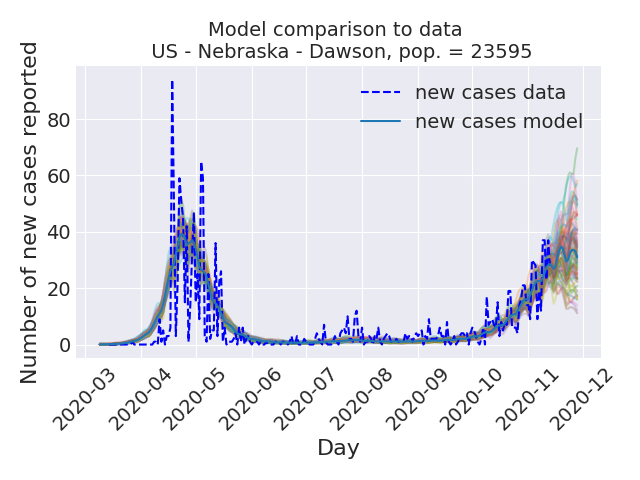 Model comparison to data
US - Nebraska - Dawson, pop. = 23595
Number of new cases reported
80
60
40
20
0
new cases data
new cases model
2020-03
2020-04
2020-05
2020-06
2020-07
2020-08
2020-09
2020-10
2020-11
2020-12
Day